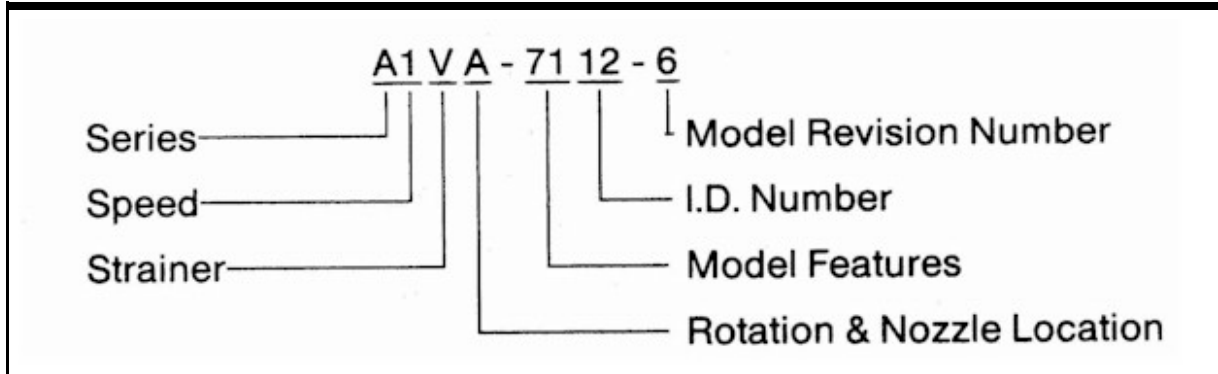 A1 V A - 71 12 - 6
Series
Model Revision Number
Speed
I.D. Number
Strainer
Model Features
Rotation & Nozzle Location